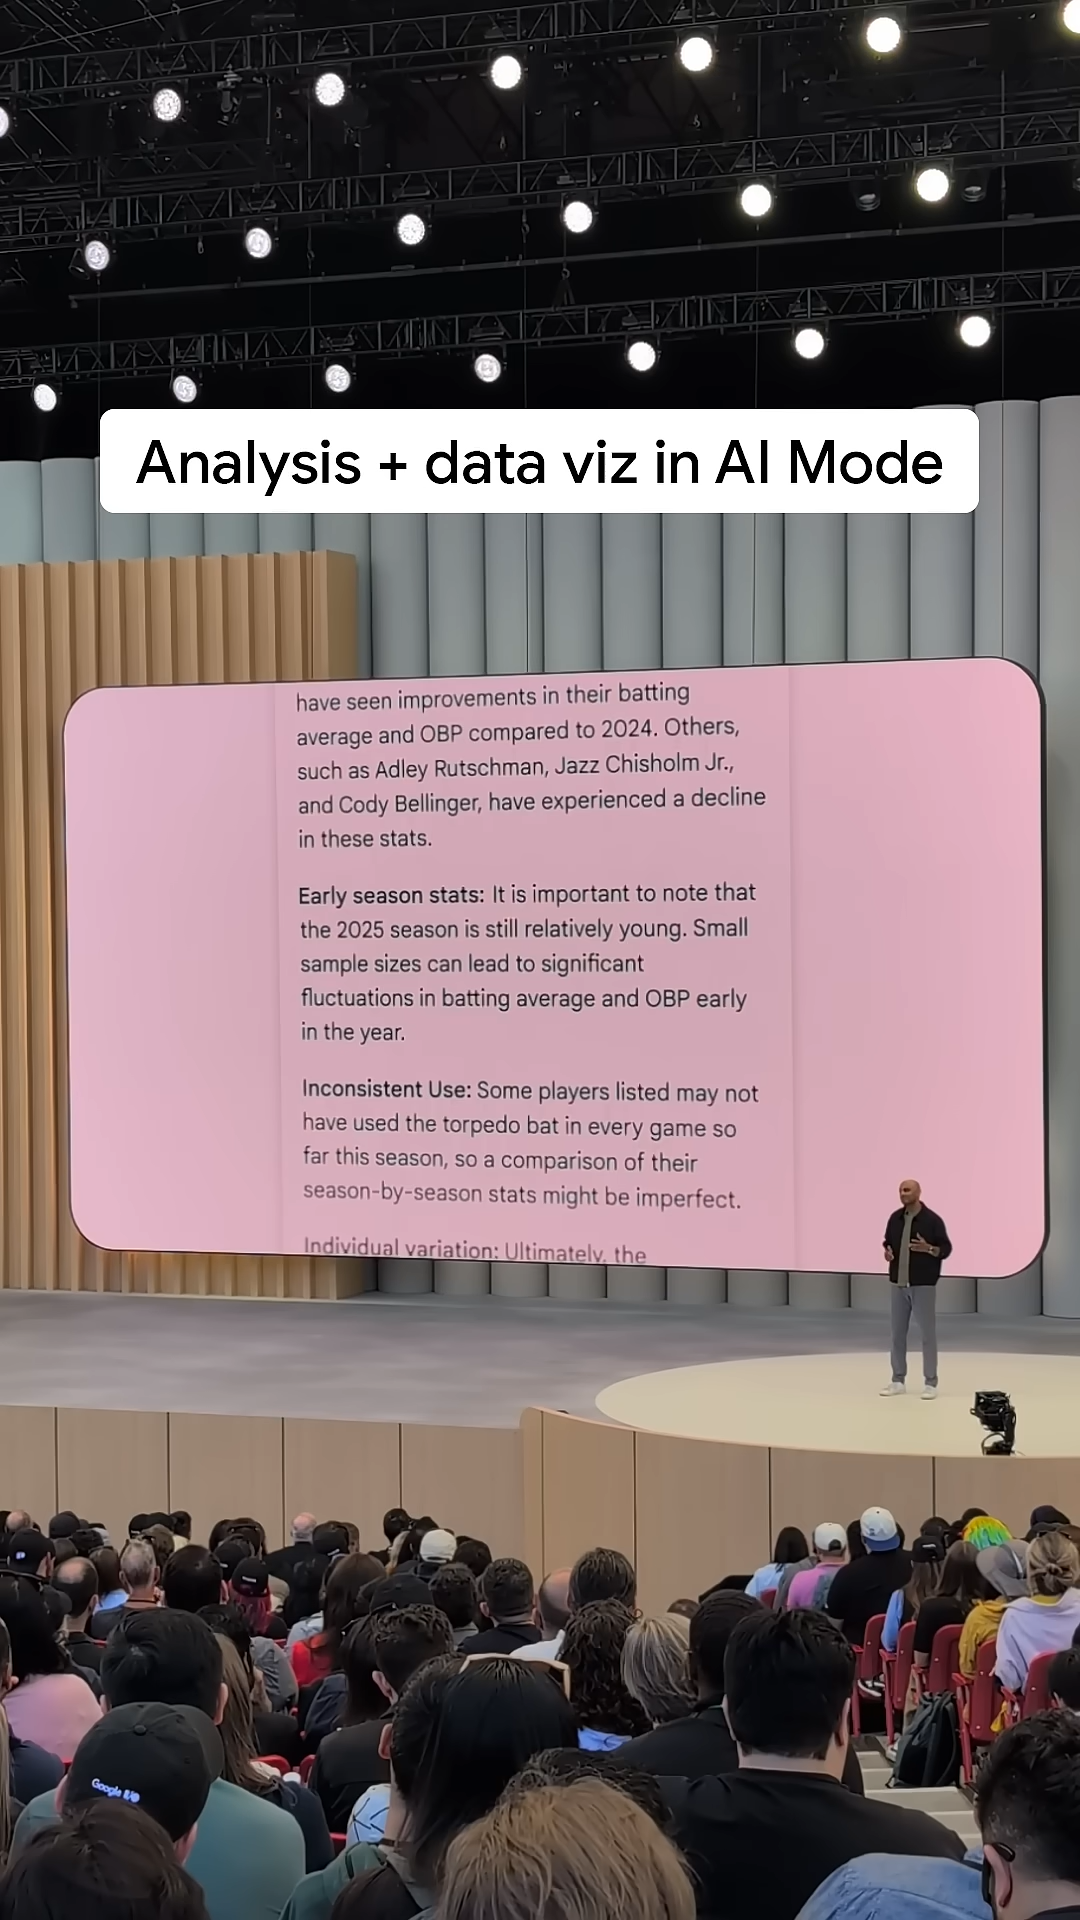 Analysis + data viz in AI Mode
have seen improvements in their batting
average and OBP compared to 2024. Others,
such as Adley Rutschman, Jazz Chisholm Jr.,
and Cody Bellinger, have experienced a decline
in these stats.
Early season stats: It is important to note that
the 2025 season is still relatively young. Small
sample sizes can lead to significant
fluctuations in batting average and OBP early
in the year.
Inconsistent Use: Some players listed may not
have used the torpedo bat in every game so
far this season, so a comparison of their
season-by-season stats might be imperfect.
Individual variation: Ultimately, the
Google I/O